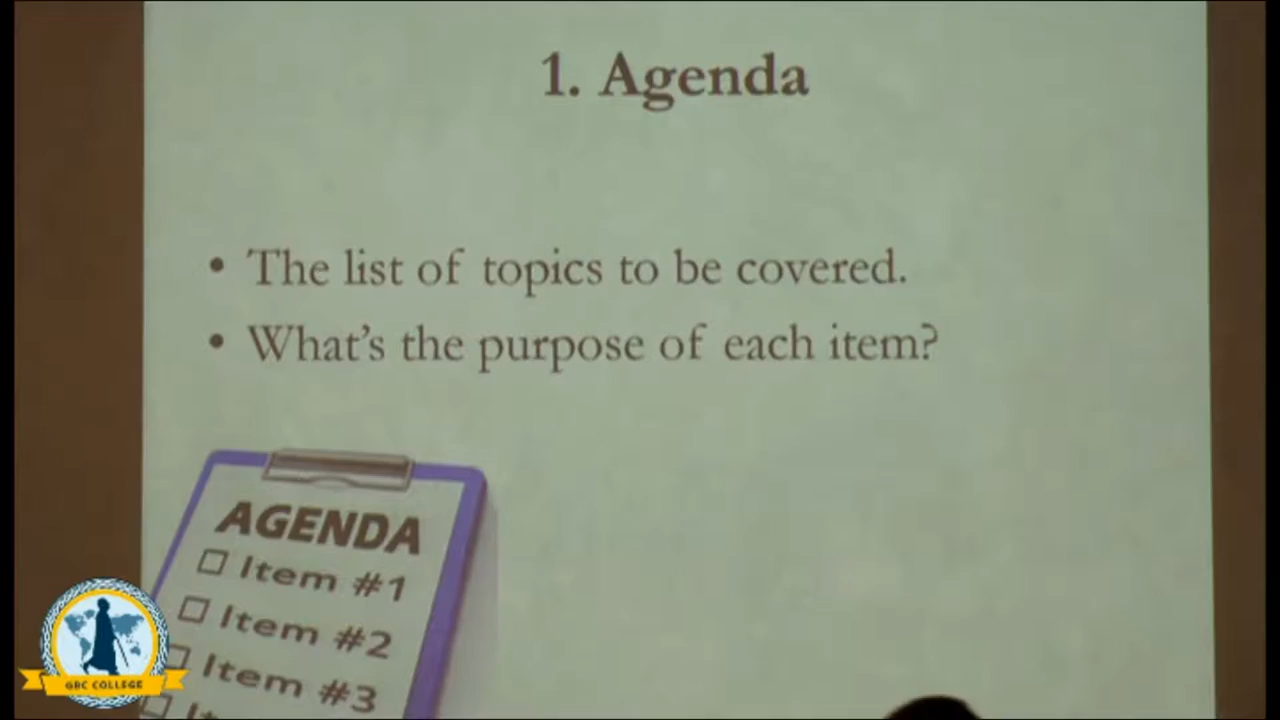 1. Agenda
• The list of topics to be covered.
• What's the purpose of each item?
AGENDA
Item #1
Item #2
Item #3
GRC COLLEGE